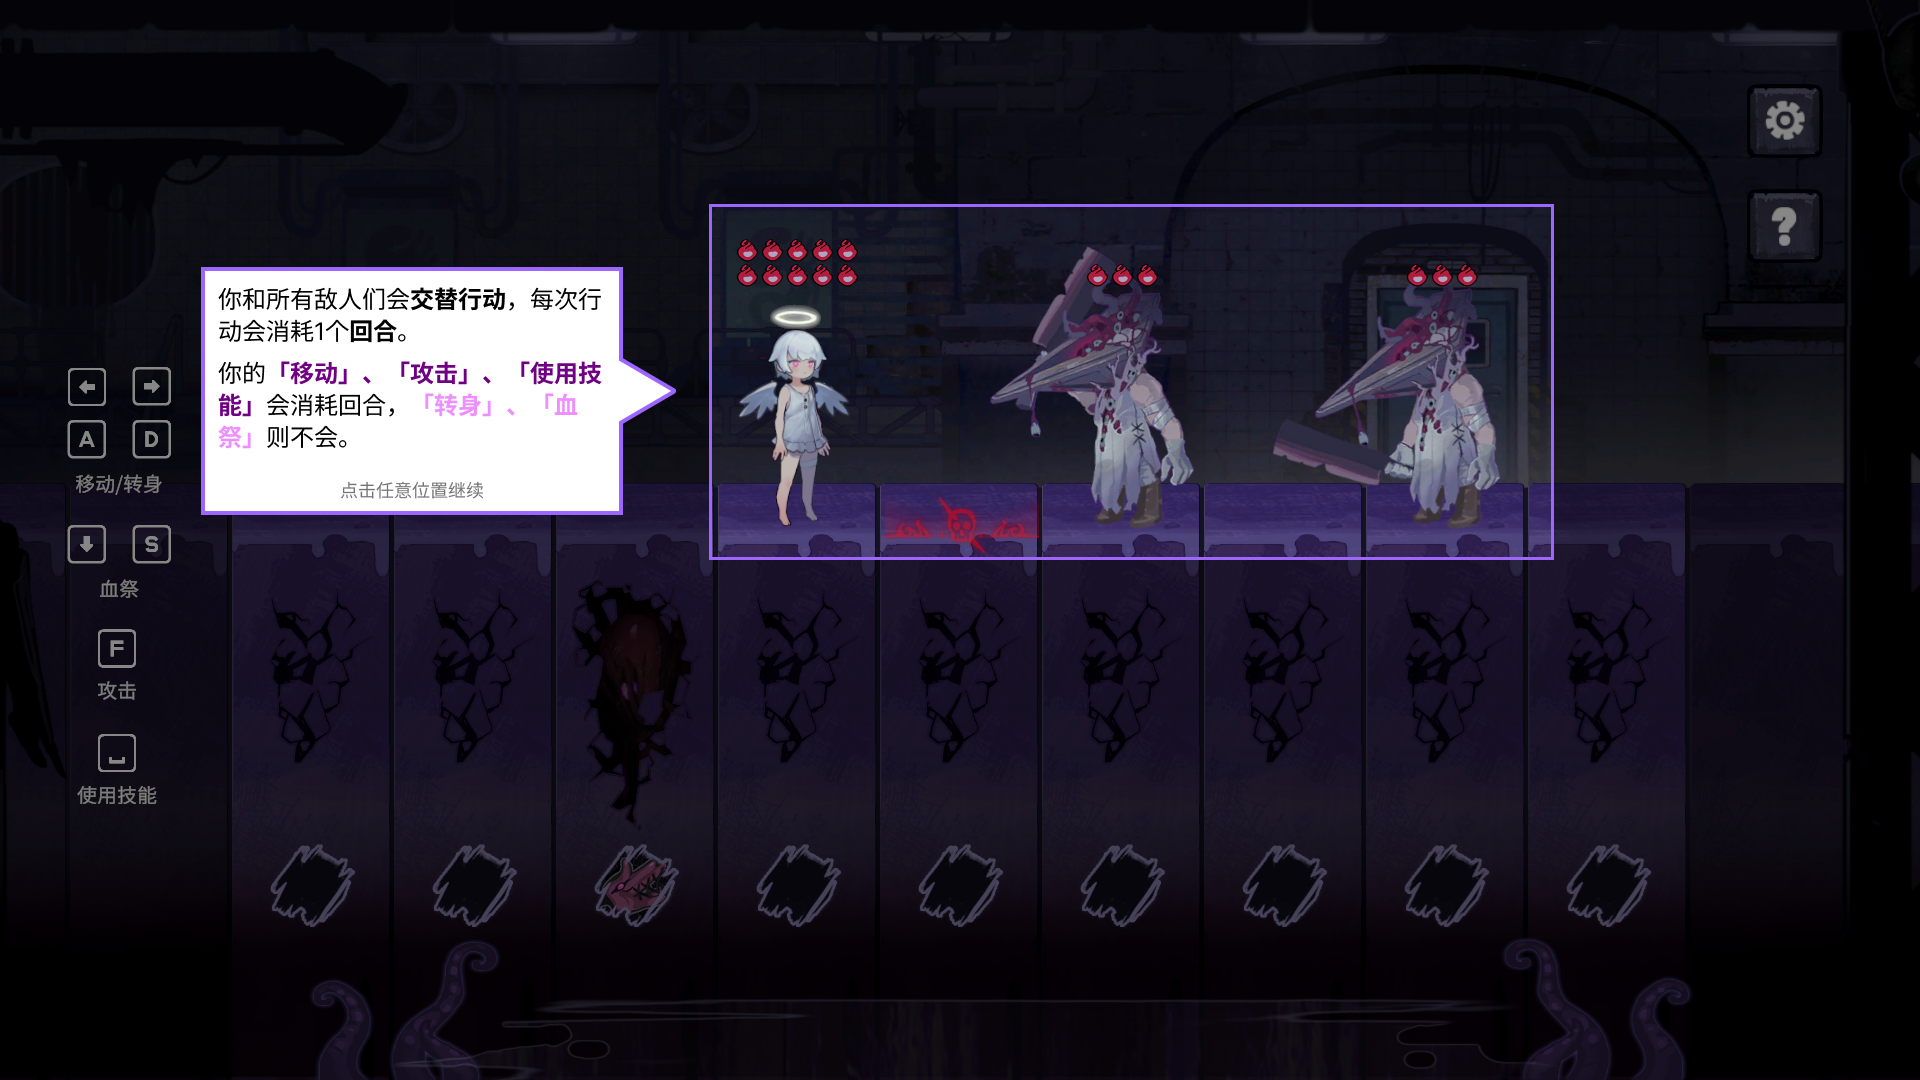 你和所有敌人们会交替行动，每次行
动会消耗1个回合。
你的「移动」、「攻击」、「使用技
能」会消耗回合，「转身」、「血
祭」则不会。
点击任意位置继续
A D
移动/转身
S
血祭
F
攻击
使用技能
?